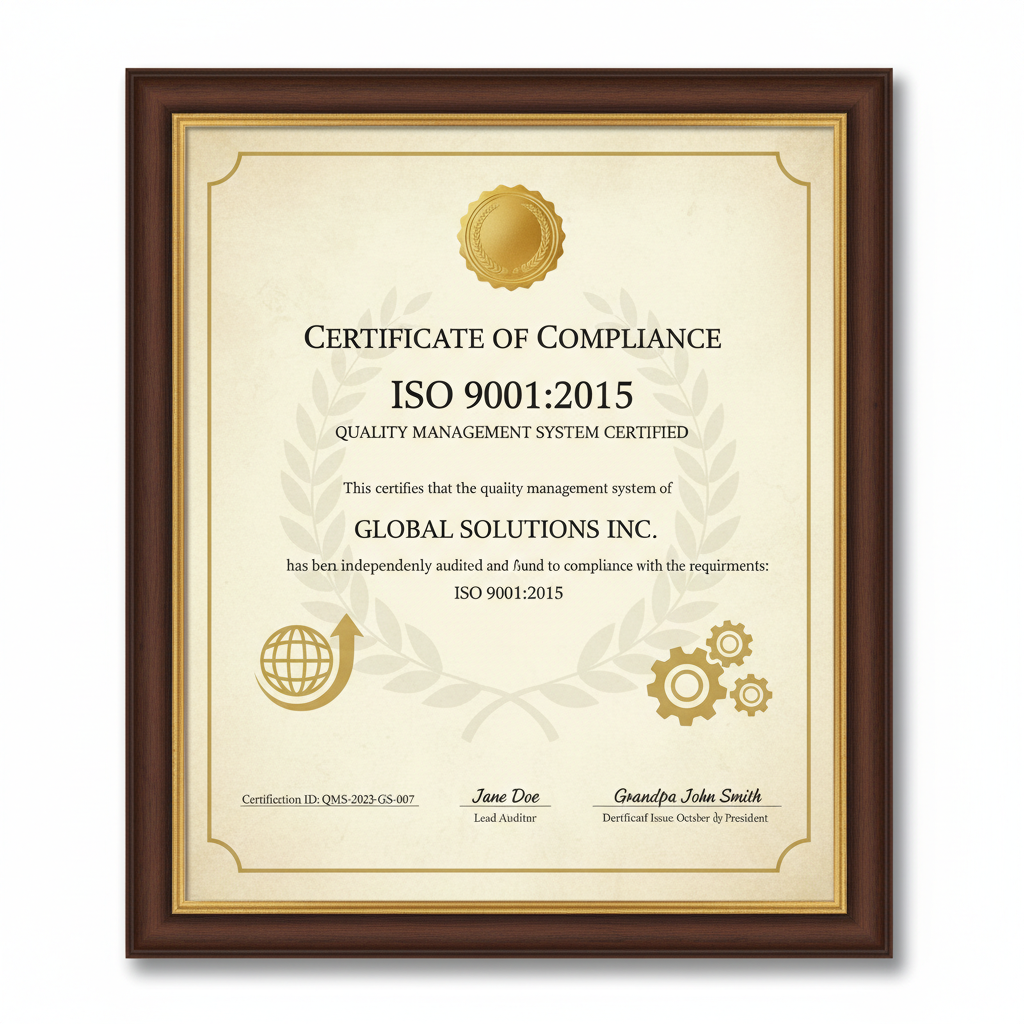 CERTIFICATE OF COMPLIANCE
ISO 9001:2015
QUALITY MANAGEMENT SYSTEM CERTIFIED
This certifies that the quality management system of
GLOBAL SOLUTIONS INC.
has ben independenly audited and fund to compliance with the requirments:
ISO 9001:2015
Certifiection ID: QMS-2023-GS-007
Jane Doe
Lead Auditnr
Grandpa John Smith
Dertficaf Issue Octsber by President